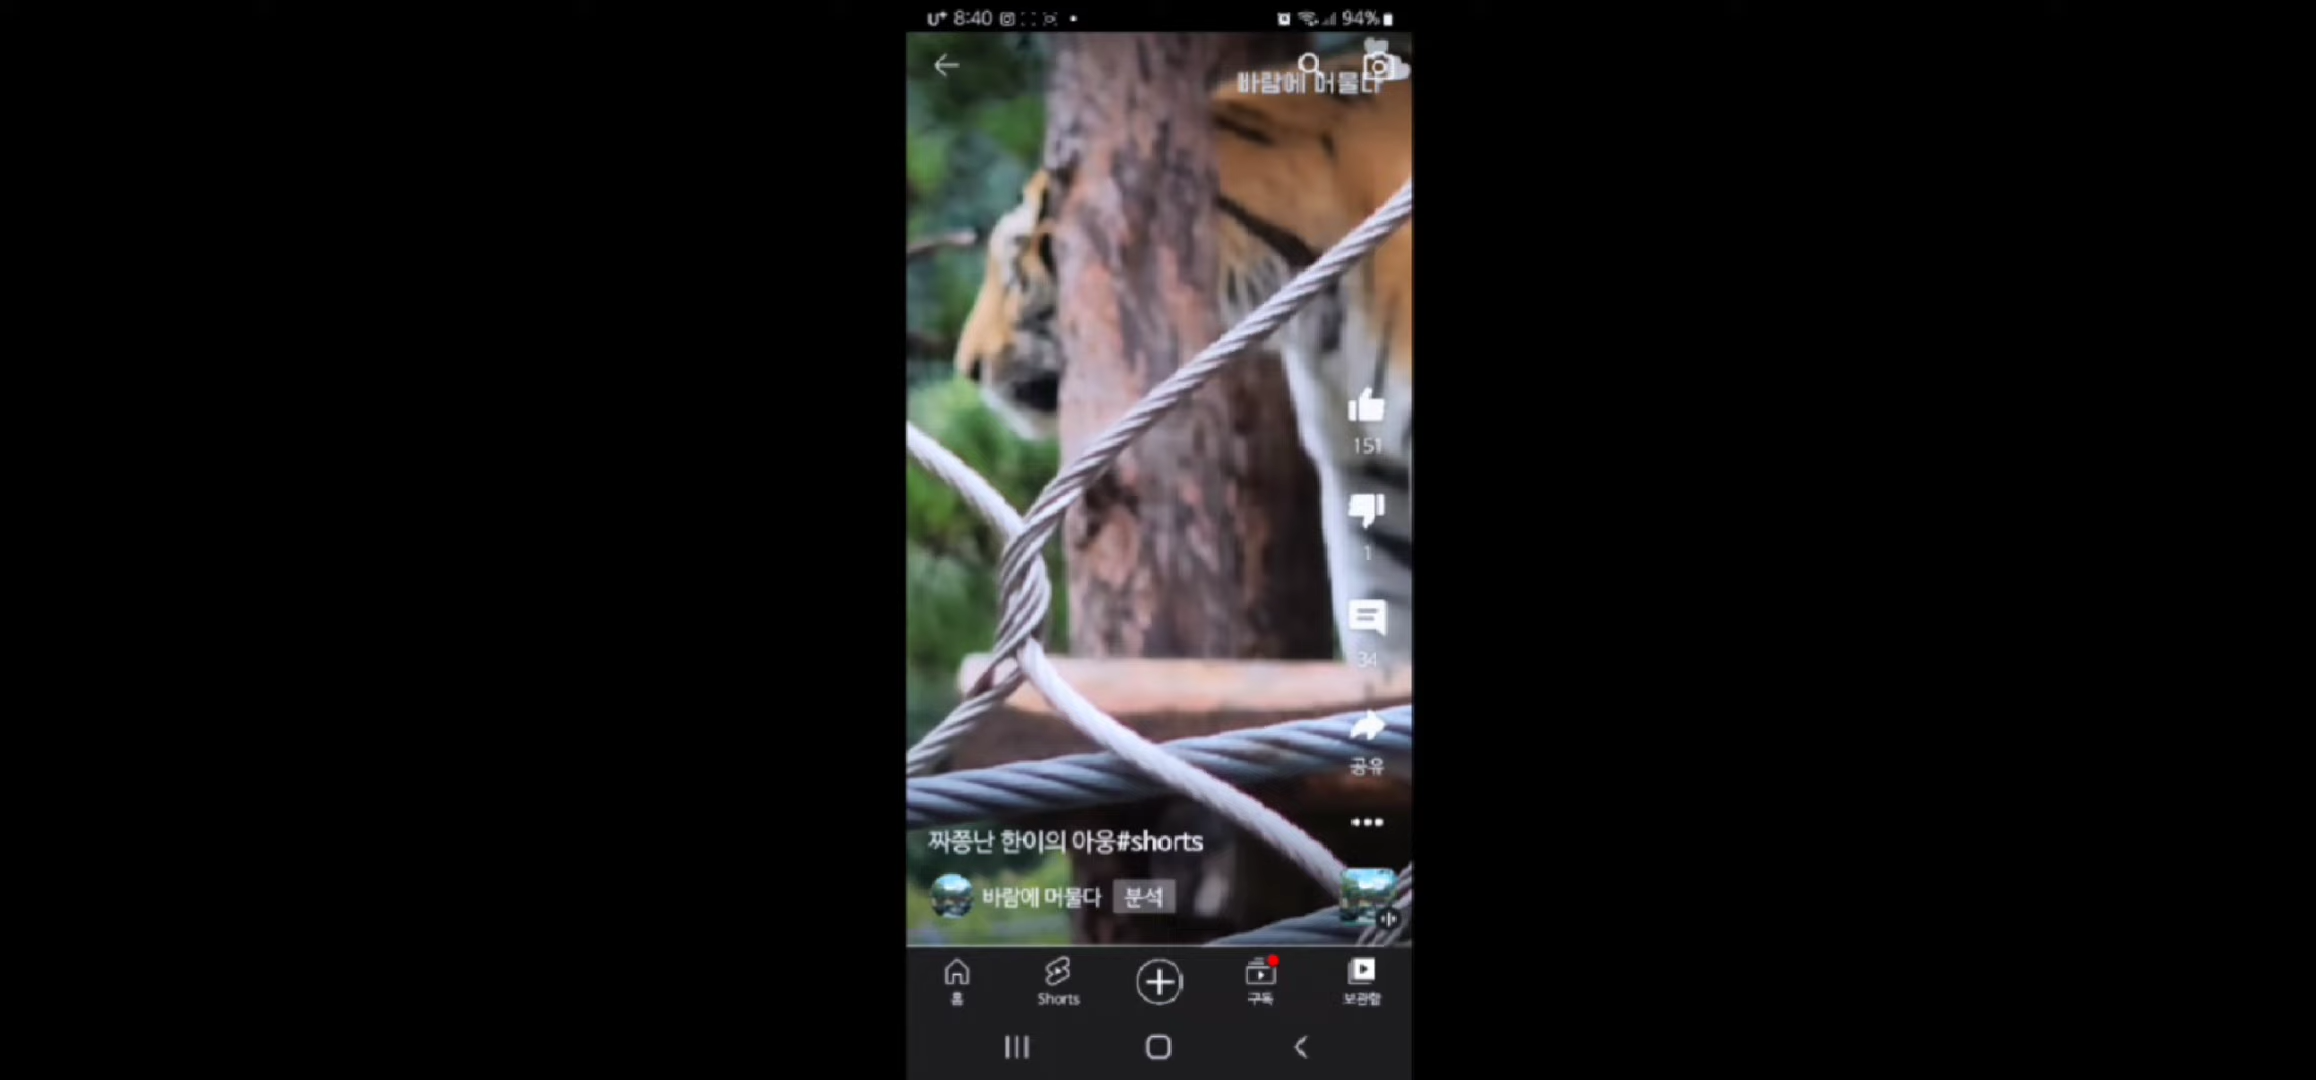 U+ 8:40
94%
바람에 머물다
151
1
34
공유
짜쫑난 한이의 아웅#shorts
바람에 머물다 분석
홈 Shorts 구독 보관함